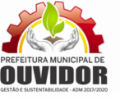 PREFEITURA MUNICIPAL DE
OUVIDOR
GESTÃO E SUSTENTABILIDADE - ADM 2017/2020